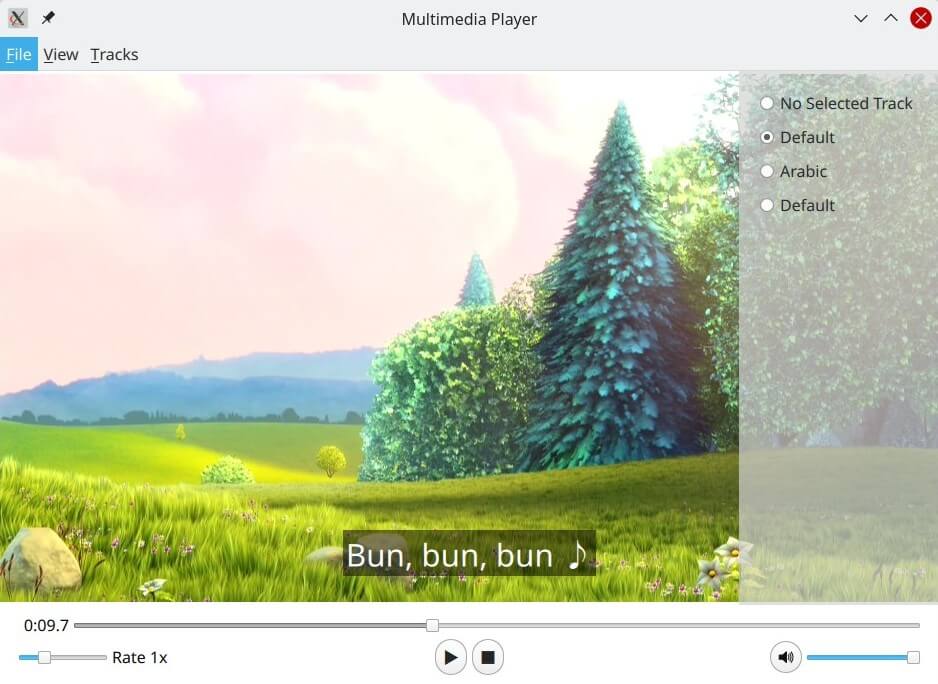 Multimedia Player
File View Tracks
No Selected Track
Default
Arabic
Default
Bun, bun, bun ♪
0:09.7
Rate 1x